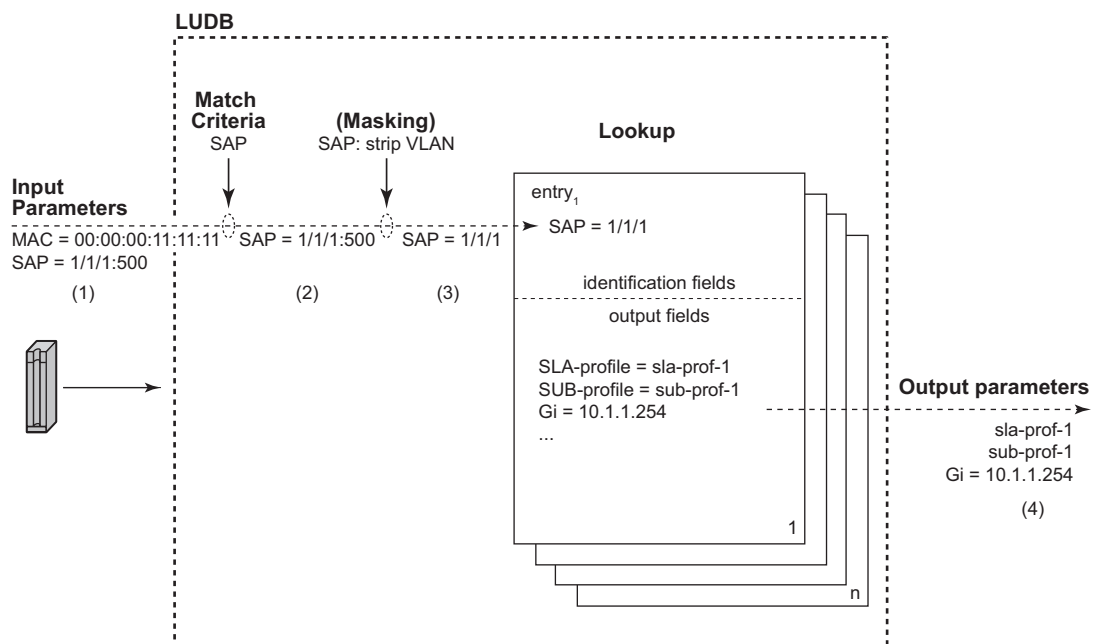 LUDB
Match
Criteria
SAP
(Masking)
SAP: strip VLAN
Lookup
Input
Parameters
MAC = 00:00:00:11:11:11
SAP = 1/1/1:500
(1)
SAP = 1/1/1:500
(2)
SAP = 1/1/1
(3)
entry1
SAP = 1/1/1
identification fields
output fields
SLA-profile = sla-prof-1
SUB-profile = sub-prof-1
Gi = 10.1.1.254
...
1
n
Output parameters
sla-prof-1
sub-prof-1
Gi = 10.1.1.254
(4)